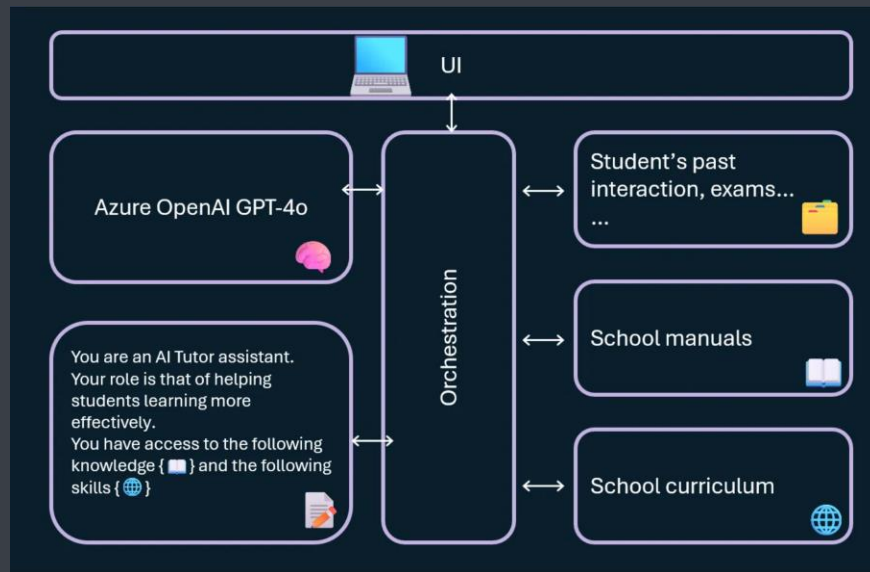 UI
Azure OpenAI GPT-4o
Student’s past
interaction, exams...
...
Orchestration
School manuals
You are an AI Tutor assistant.
Your role is that of helping
students learning more
effectively.
You have access to the following
knowledge { 📖 } and the following
skills { 🌐 }
School curriculum